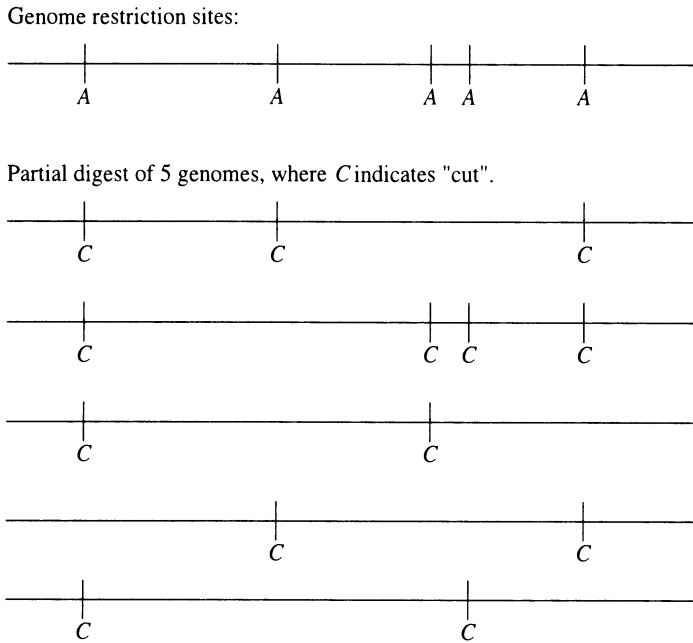 Genome restriction sites:
A A A A A
Partial digest of 5 genomes, where C indicates "cut".
C C C
C C C C
C C
C C
C C